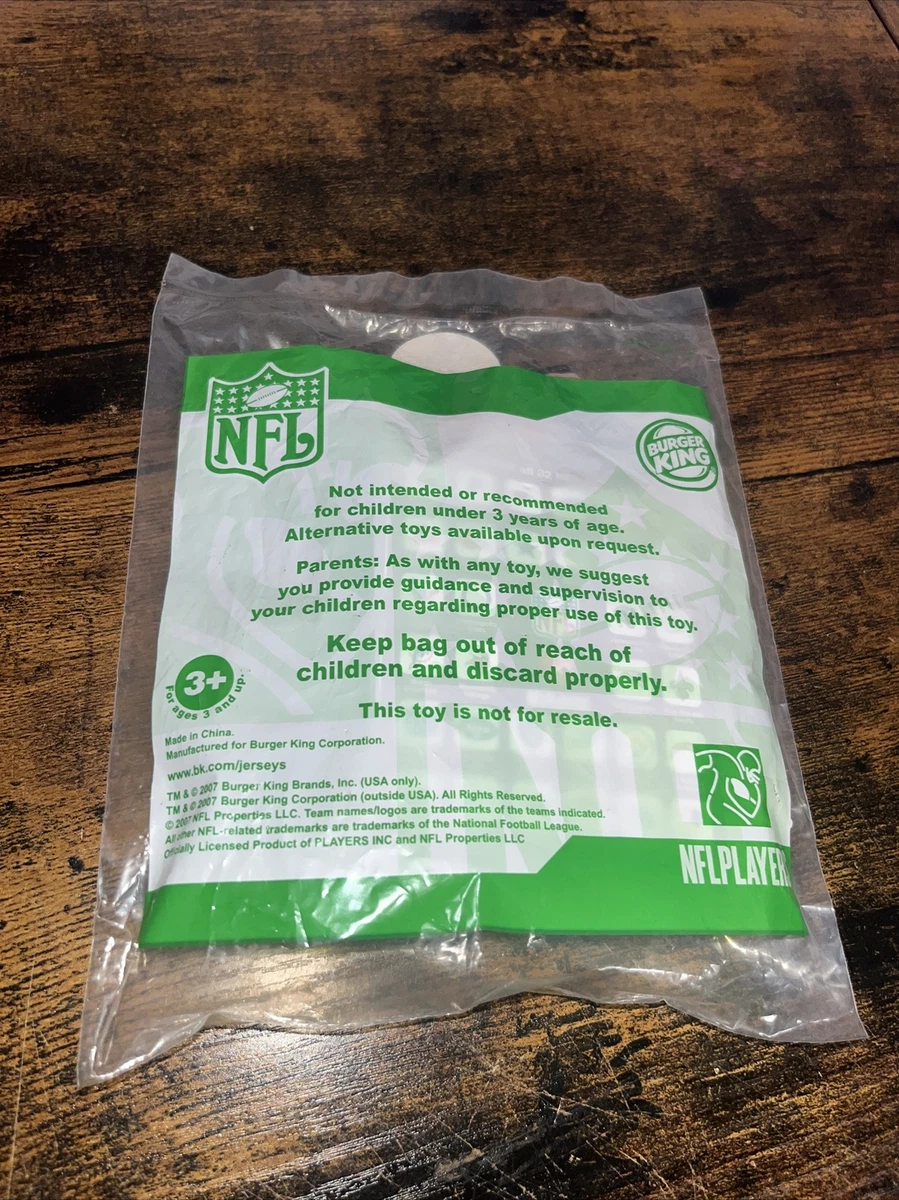 NFL
BURGER
KING
Not intended or recommended
for children under 3 years of age.
Alternative toys available upon request.
Parents: As with any toy, we suggest
you provide guidance and supervision to
your children regarding proper use of this toy.
Keep bag out of reach of
children and discard properly.
This toy is not for resale.
3+
For ages 3 and up.
Made in China.
Manufactured for Burger King Corporation.
www.bk.com/jerseys
TM & © 2007 Burger King Brands, Inc. (USA only).
TM & © 2007 Burger King Corporation (outside USA). All Rights Reserved.
© 2007 NFL Properties LLC. Team names/logos are trademarks of the teams indicated.
All other NFL-related trademarks are trademarks of the National Football League.
Officially Licensed Product of PLAYERS INC and NFL Properties LLC
NFLPLAYER